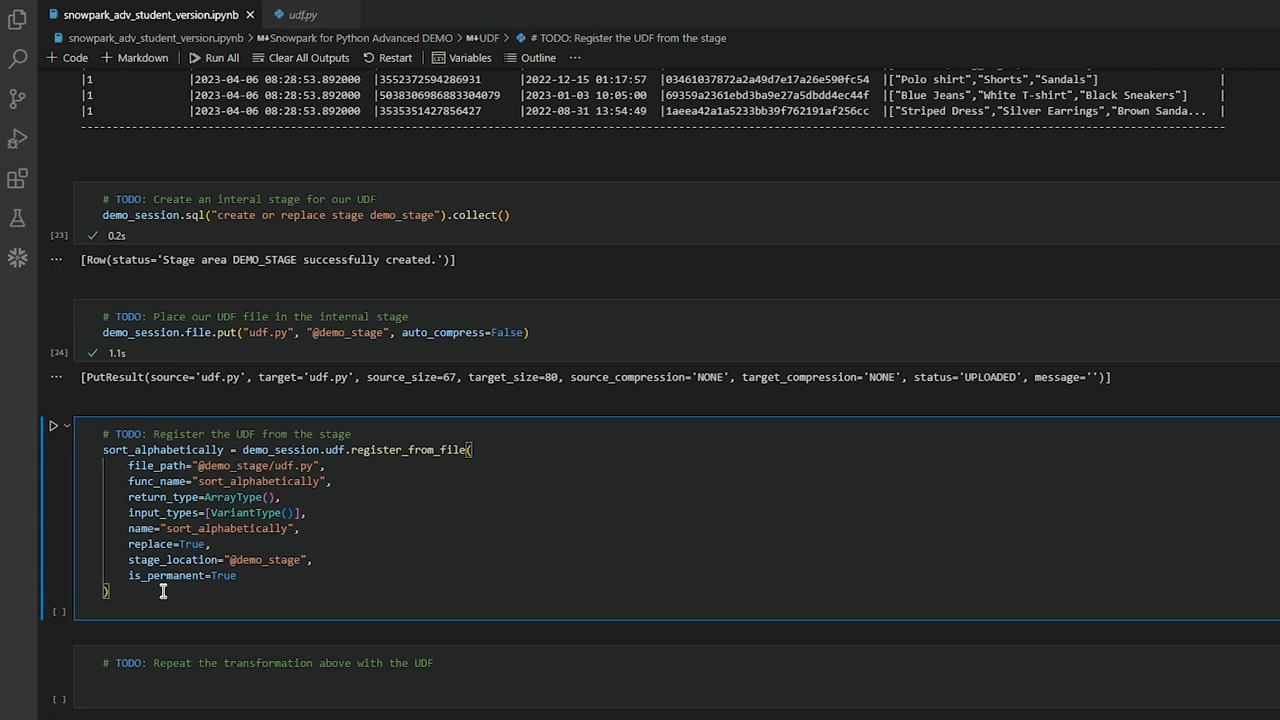 snowpark_adv_student_version.ipynb
udf.py
snowpark_adv_student_version.ipynb > M↓Snowpark for Python Advanced DEMO > M↓UDF > # TODO: Register the UDF from the stage
+ Code + Markdown Run All Clear All Outputs Restart Variables Outline ...
|1 |2023-04-06 08:28:53.892000 |3552372594286931 |2022-12-15 01:17:57 |03461037872a2a49d7e17a26e590fc54 |["Polo shirt","Shorts","Sandals"] |
|1 |2023-04-06 08:28:53.892000 |5038306986883304079 |2023-01-03 10:05:00 |69359a2361ebd3ba9e27a5dbdd4ec44f |["Blue Jeans","White T-shirt","Black Sneakers"] |
|1 |2023-04-06 08:28:53.892000 |3535351427856427 |2022-08-31 13:54:49 |1aeea42a1a5233bb39f762191af256cc |["Striped Dress","Silver Earrings","Brown Sanda... |
# TODO: Create an interal stage for our UDF
demo_session.sql("create or replace stage demo_stage").collect()
[23] ✓ 0.2s
... [Row(status='Stage area DEMO_STAGE successfully created.')]
# TODO: Place our UDF file in the internal stage
demo_session.file.put("udf.py", "@demo_stage", auto_compress=False)
[24] ✓ 1.1s
... [PutResult(source='udf.py', target='udf.py', source_size=67, target_size=80, source_compression='NONE', target_compression='NONE', status='UPLOADED', message='')]
# TODO: Register the UDF from the stage
sort_alphabetically = demo_session.udf.register_from_file(
file_path="@demo_stage/udf.py",
func_name="sort_alphabetically",
return_type=ArrayType(),
input_types=[VariantType()],
name="sort_alphabetically",
replace=True,
stage_location="@demo_stage",
is_permanent=True
)
[ ]
# TODO: Repeat the transformation above with the UDF
[ ]